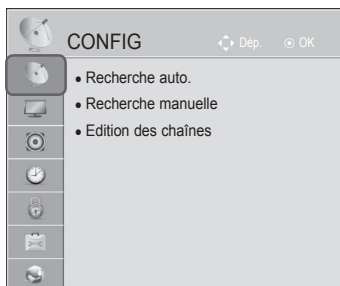 CONFIG Dép. OK
• Recherche auto.
• Recherche manuelle
• Edition des chaînes